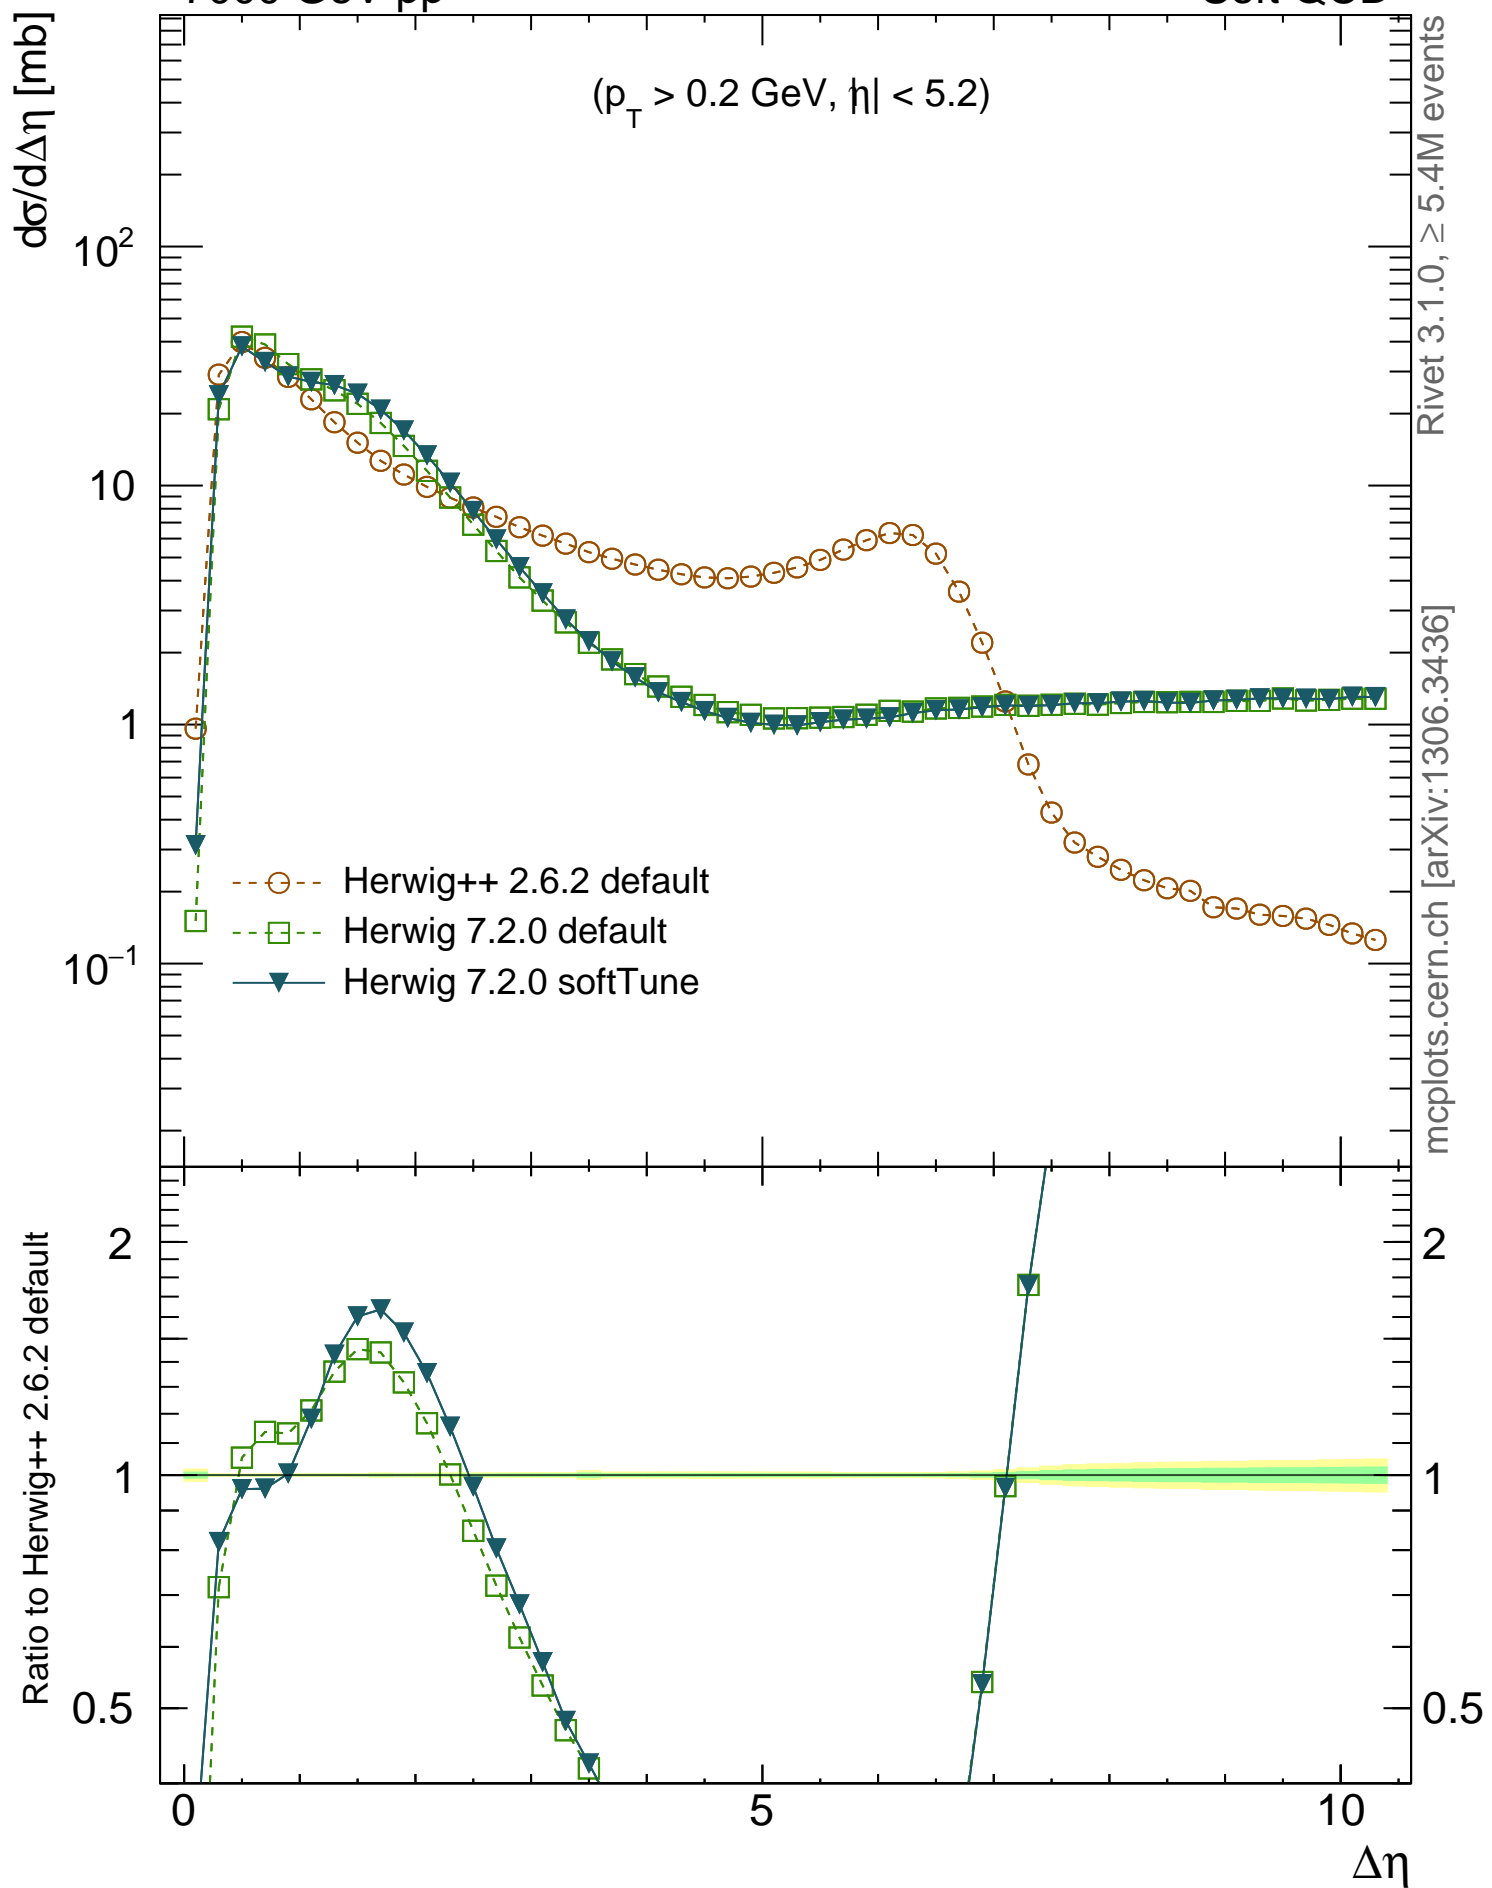 (pT > 0.2 GeV, |η| < 5.2)
dσ/dΔη [mb]
10²
10
1
10⁻¹
Herwig++ 2.6.2 default
Herwig 7.2.0 default
Herwig 7.2.0 softTune
Rivet 3.1.0, ≥ 5.4M events
mcplots.cern.ch [arXiv:1306.3436]
Ratio to Herwig++ 2.6.2 default
2
1
0.5
2
1
0.5
0
5
10
Δη